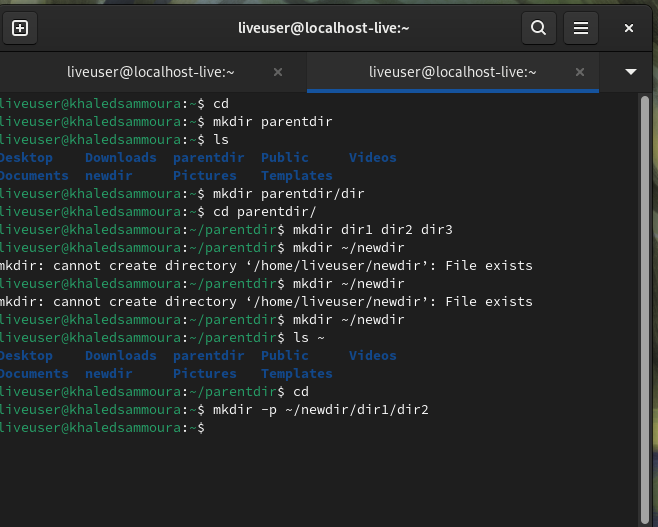 liveuser@localhost-live:~
liveuser@localhost-live:~ × liveuser@localhost-live:~ ×
liveuser@khaledsammoura:~$ cd
liveuser@khaledsammoura:~$ mkdir parentdir
liveuser@khaledsammoura:~$ ls
Desktop Downloads parentdir Public Videos
Documents newdir Pictures Templates
liveuser@khaledsammoura:~$ mkdir parentdir/dir
liveuser@khaledsammoura:~$ cd parentdir/
liveuser@khaledsammoura:~/parentdir$ mkdir dir1 dir2 dir3
liveuser@khaledsammoura:~/parentdir$ mkdir ~/newdir
mkdir: cannot create directory ‘/home/liveuser/newdir’: File exists
liveuser@khaledsammoura:~/parentdir$ mkdir ~/newdir
mkdir: cannot create directory ‘/home/liveuser/newdir’: File exists
liveuser@khaledsammoura:~/parentdir$ mkdir ~/newdir
liveuser@khaledsammoura:~/parentdir$ ls ~
Desktop Downloads parentdir Public Videos
Documents newdir Pictures Templates
liveuser@khaledsammoura:~/parentdir$ cd
liveuser@khaledsammoura:~$ mkdir -p ~/newdir/dir1/dir2
liveuser@khaledsammoura:~$